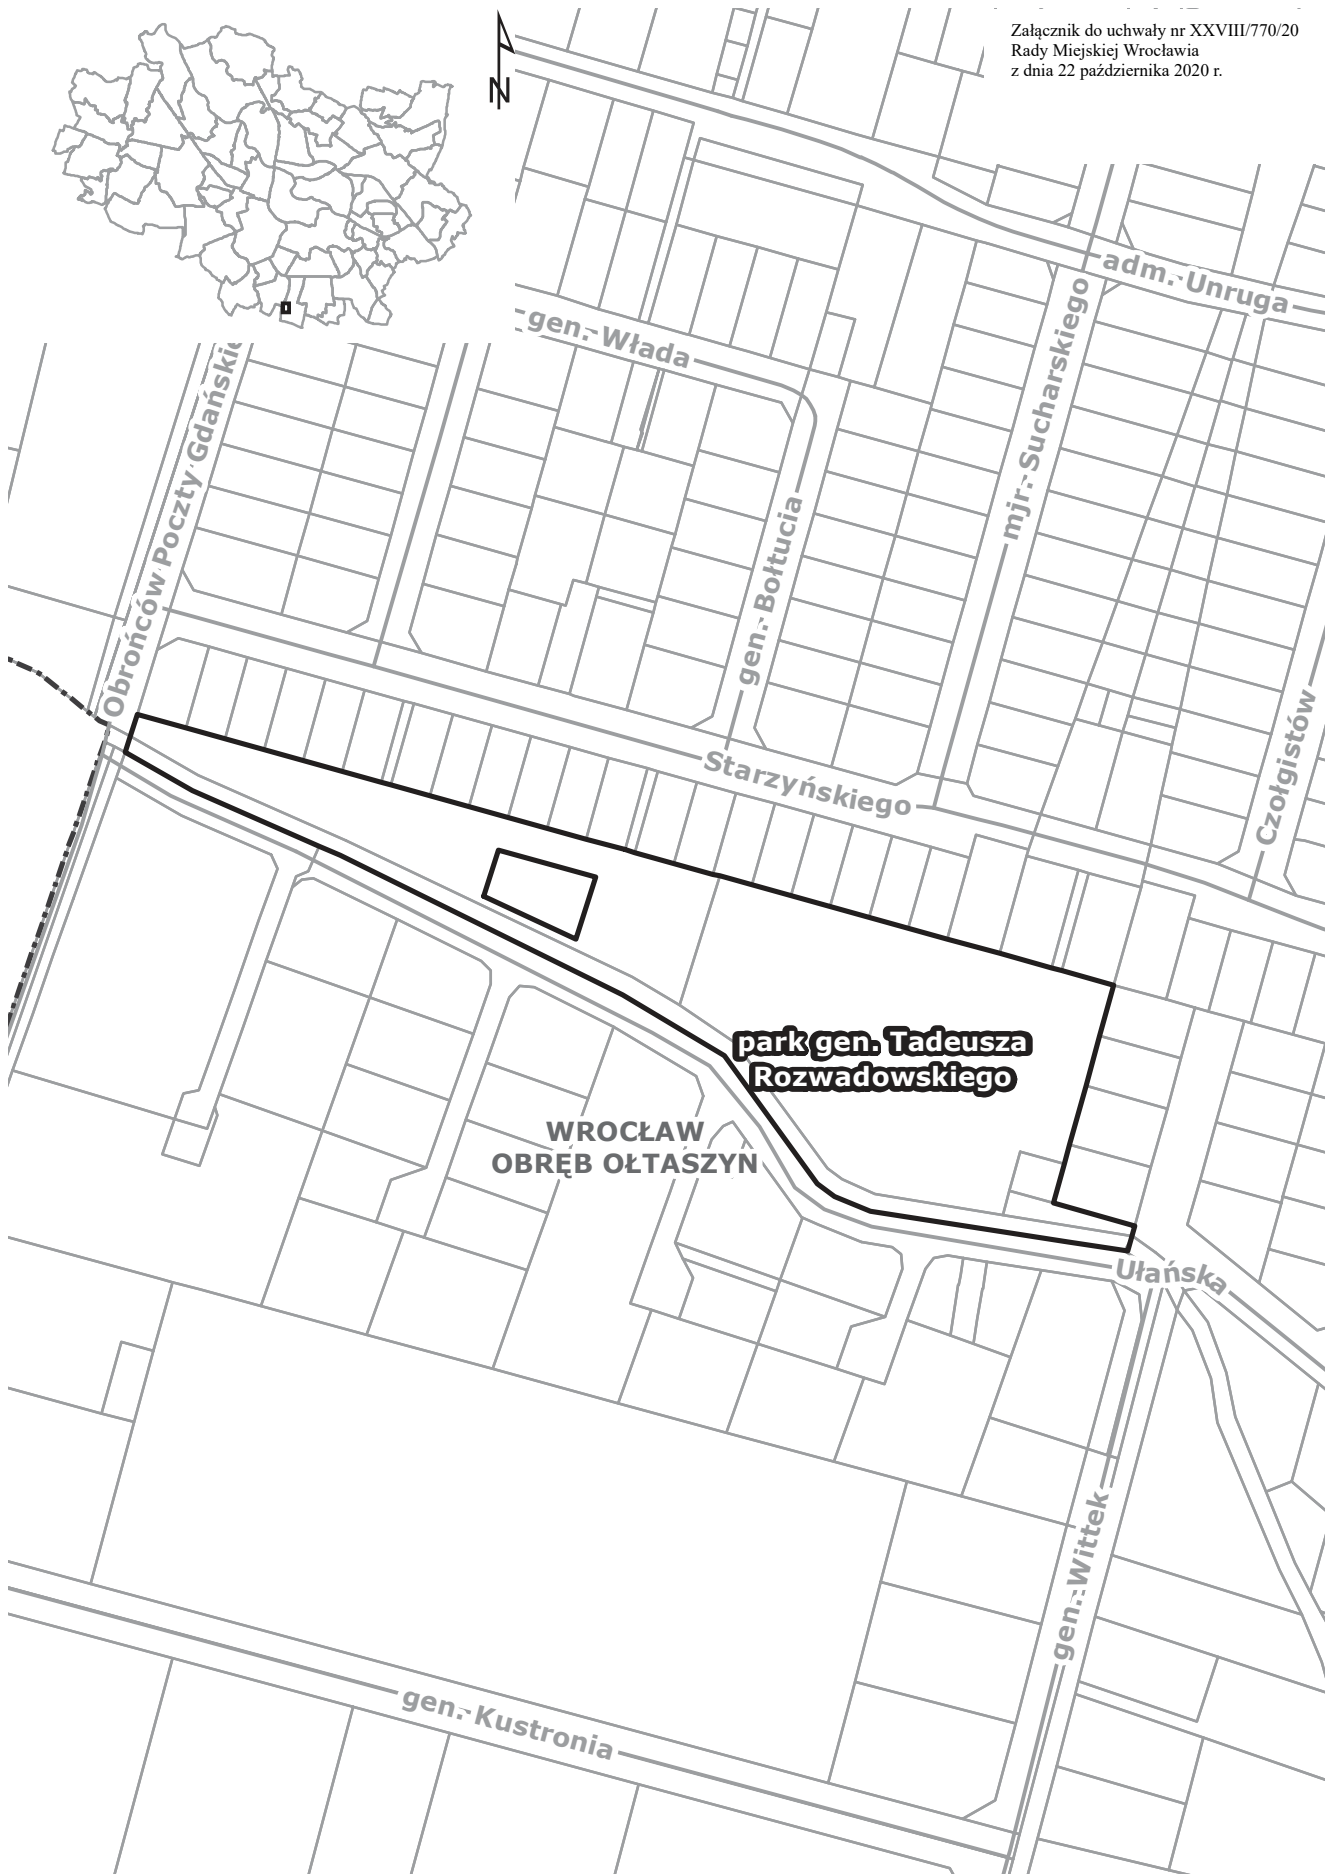 Załącznik do uchwały nr XXVIII/770/20
Rady Miejskiej Wrocławia
z dnia 22 października 2020 r.
N
adm. Unruga
gen. Włada
mjr. Sucharskiego
Obrońców Poczty Gdańskie
gen. Bołtucia
Czołgistów
Starzyńskiego
park gen. Tadeusza
Rozwadowskiego
WROCŁAW
OBRĘB OŁTASZYN
Ułańska
gen. Wittek
gen. Kustronia